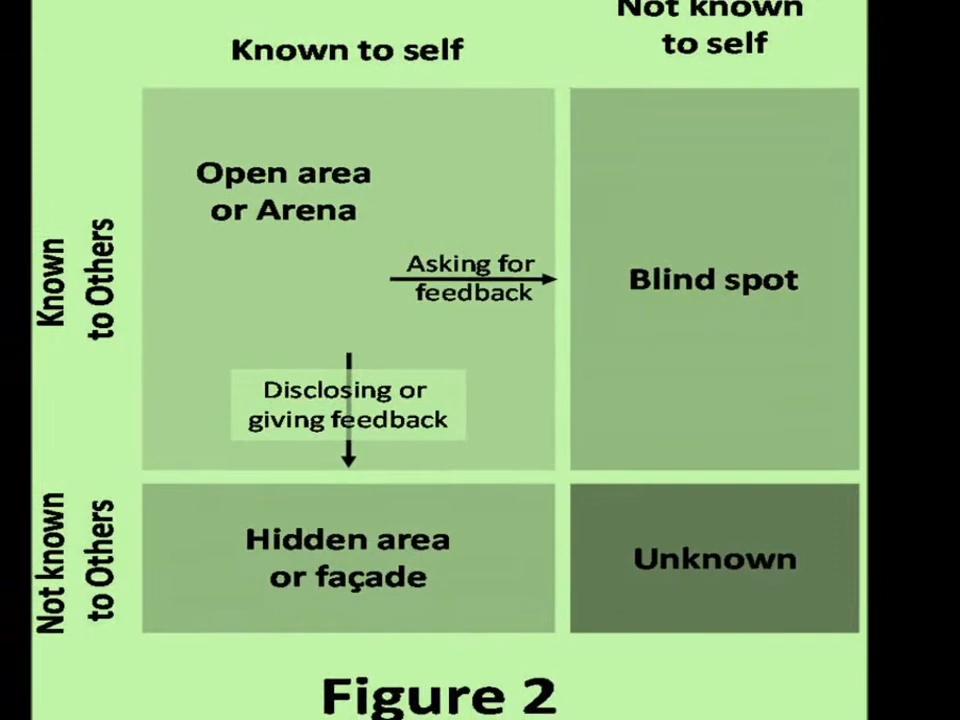 Not known
to self
Known to self
Open area
or Arena
Asking for
feedback
Blind spot
Disclosing or
giving feedback
Known
to Others
Hidden area
or façade
Unknown
Not known
to Others
Figure 2